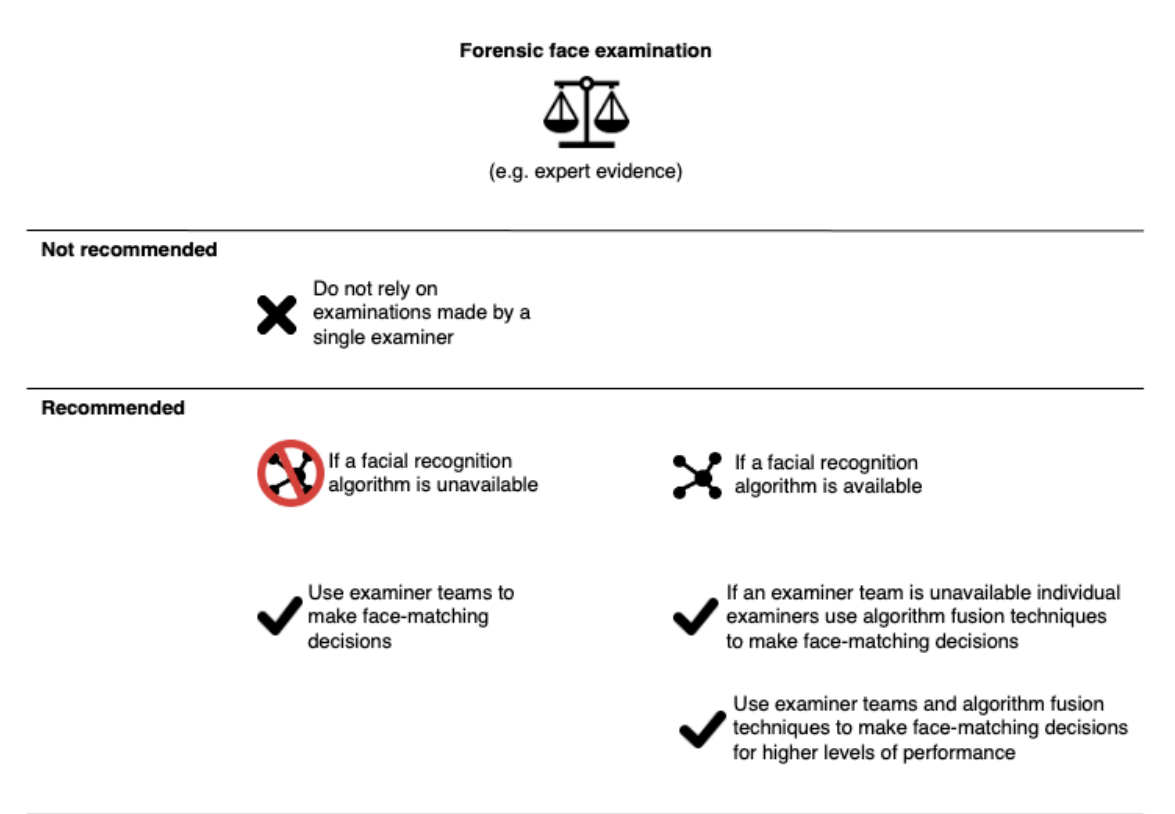 Forensic face examination
(e.g. expert evidence)
Not recommended
Do not rely on
examinations made by a
single examiner
Recommended
If a facial recognition
algorithm is unavailable
If a facial recognition
algorithm is available
Use examiner teams to
make face-matching
decisions
If an examiner team is unavailable individual
examiners use algorithm fusion techniques
to make face-matching decisions
Use examiner teams and algorithm fusion
techniques to make face-matching decisions
for higher levels of performance